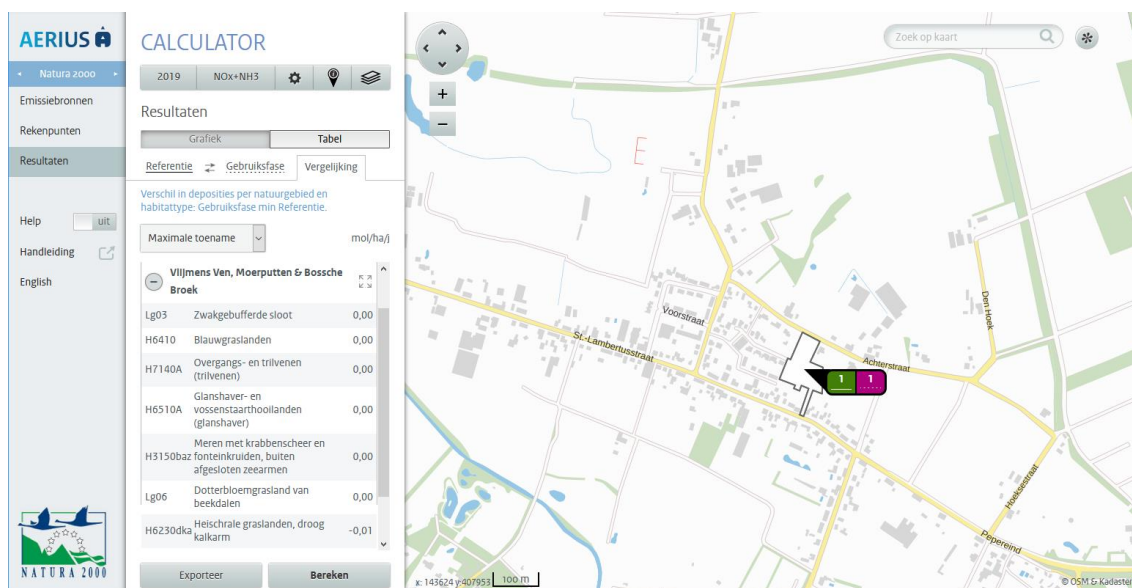 AERIUS
Natura 2000
Emissiebronnen
Rekenpunten
Resultaten
Help
uit
Handleiding
English
NATURA 2000
CALCULATOR
2019
NOx+NH3
Resultaten
Grafiek
Tabel
Referentie
Gebruiksfase
Vergelijking
Verschil in deposities per natuurgebied en
habitattype: Gebruiksfase min Referentie.
Maximale toename
mol/ha/j
Vlijmens Ven, Moerputten & Bossche
Broek
Lg03 Zwakgebufferde sloot 0,00
H6410 Blauwgraslanden 0,00
H7140A Overgangs- en trilvenen
(trilvenen) 0,00
H6510A Glanshaver- en
vossenstaarthooilanden
(glanshaver) 0,00
H3150baz Meren met krabbenscheer en
fonteinkruiden, buiten
afgesloten zeearmen 0,00
Lg06 Dotterbloemgrasland van
beekdalen 0,00
H6230dka Heischrale graslanden, droog
kalkarm -0,01
Exporteer
Bereken
Zoek op kaart
+
−
E
Voorstraat
St.-Lambertusstraat
Achterstraat
Den Hoek
1 1
Hoeksestraat
Pepereind
x: 143624 y:407953
100 m
© OSM & Kadaster